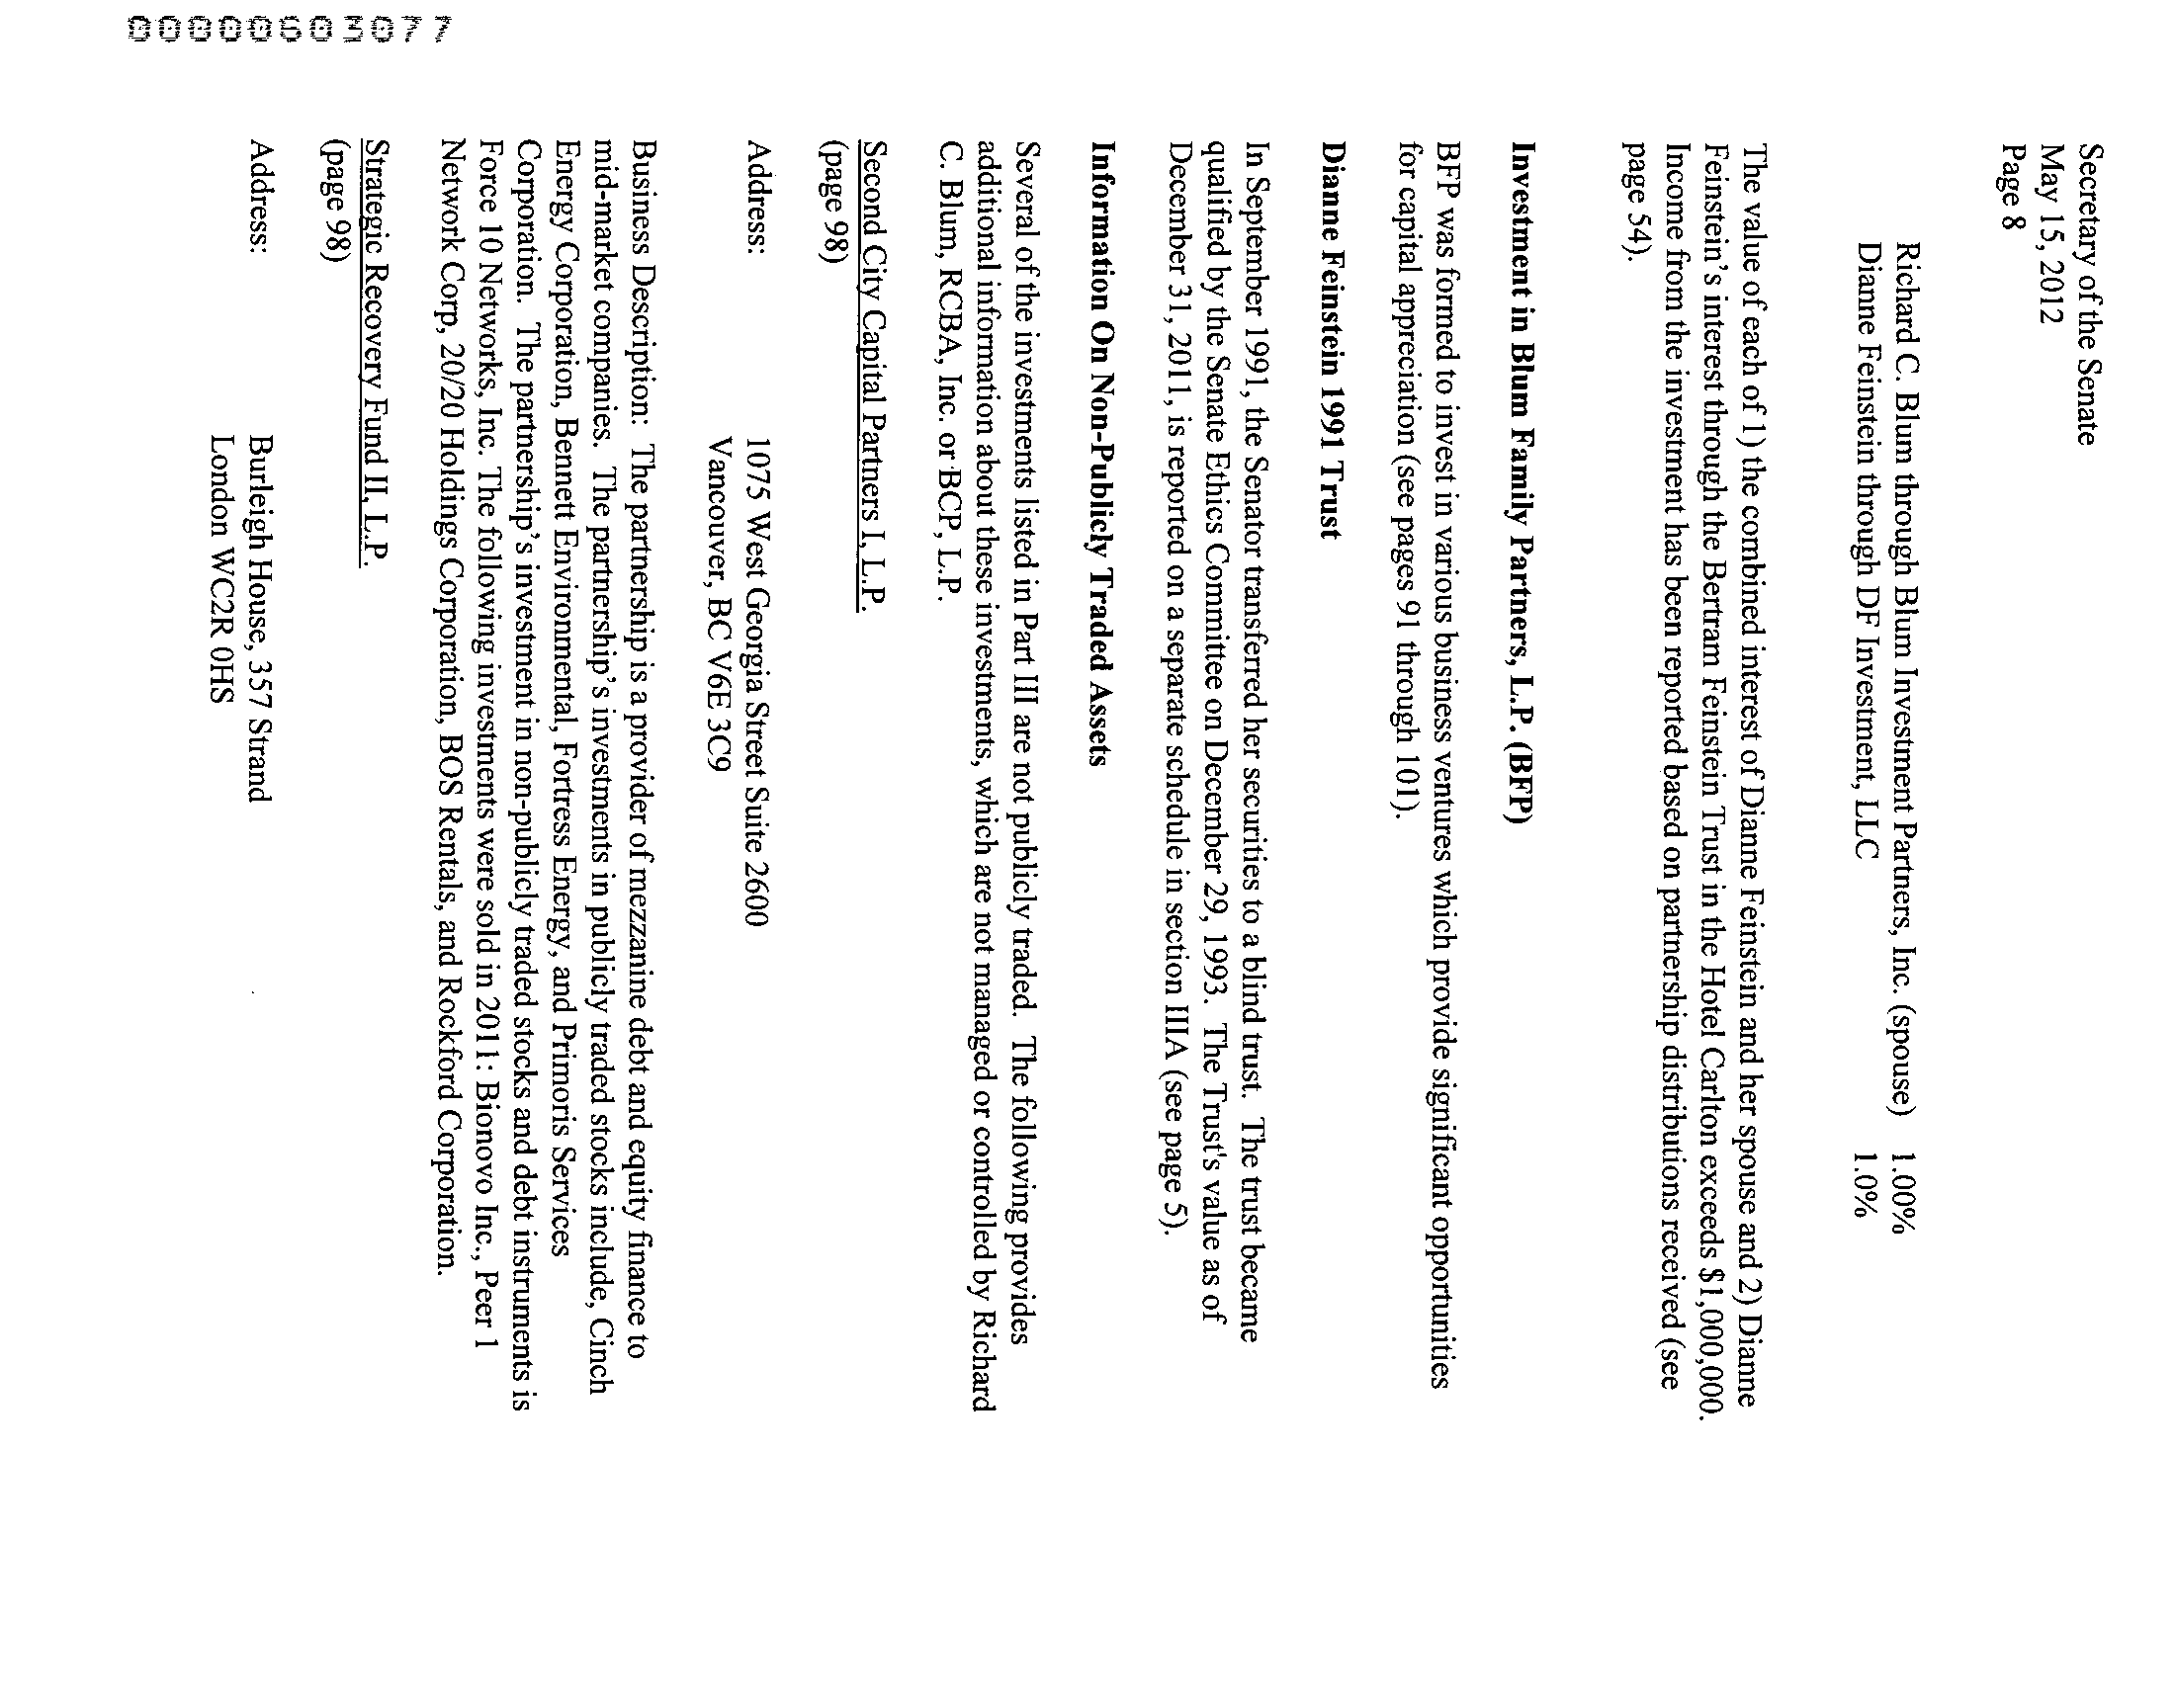 Secretary of the Senate
May 15, 2012
Page 8
Richard C. Blum through Blum Investment Partners, Inc. (spouse) 1.00%
Dianne Feinstein through DF Investment, LLC 1.0%
The value of each of 1) the combined interest of Dianne Feinstein and her spouse and 2) Dianne
Feinstein's interest through the Bertram Feinstein Trust in the Hotel Carlton exceeds $1,000,000.
Income from the investment has been reported based on partnership distributions received (see
page 54).
Investment in Blum Family Partners, L.P. (BFP)
BFP was formed to invest in various business ventures which provide significant opportunities
for capital appreciation (see pages 91 through 101).
Dianne Feinstein 1991 Trust
In September 1991, the Senator transferred her securities to a blind trust. The trust became
qualified by the Senate Ethics Committee on December 29, 1993. The Trust's value as of
December 31, 2011, is reported on a separate schedule in section IIIA (see page 5).
Information On Non-Publicly Traded Assets
Several of the investments listed in Part III are not publicly traded. The following provides
additional information about these investments, which are not managed or controlled by Richard
C. Blum, RCBA, Inc. or BCP, L.P.
Second City Capital Partners I, L.P.
(page 98)
Address: 1075 West Georgia Street Suite 2600
Vancouver, BC V6E 3C9
Business Description: The partnership is a provider of mezzanine debt and equity finance to
mid-market companies. The partnership's investments in publicly traded stocks include, Cinch
Energy Corporation, Bennett Environmental, Fortress Energy, and Primoris Services
Corporation. The partnership's investment in non-publicly traded stocks and debt instruments is
Force 10 Networks, Inc. The following investments were sold in 2011: Bionovo Inc., Peer 1
Network Corp, 20/20 Holdings Corporation, BOS Rentals, and Rockford Corporation.
Strategic Recovery Fund II, L.P.
(page 98)
Address: Burleigh House, 357 Strand
London WC2R 0HS
00000503077